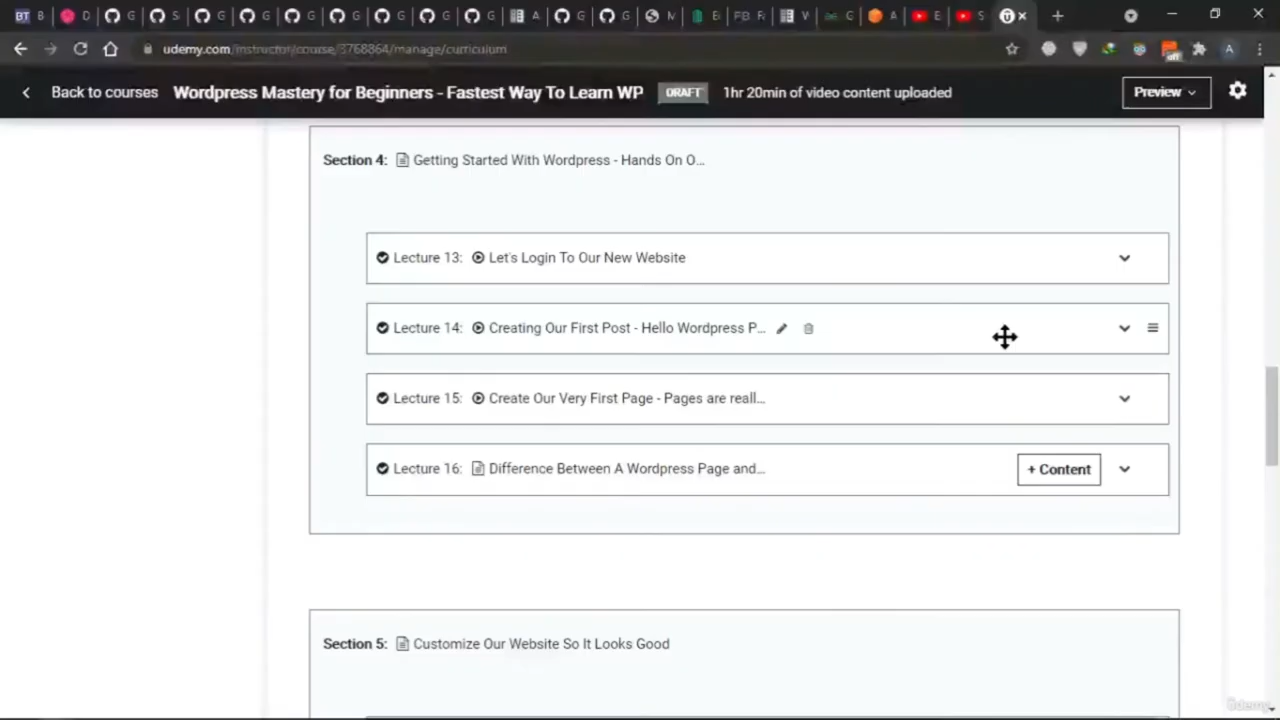 BT B D G S G G G G G G G A G G M B FB F W C A E S
udemy.com/instructor/course/3768864/manage/curriculum A
off
Back to courses Wordpress Mastery for Beginners - Fastest Way To Learn WP DRAFT 1hr 20min of video content uploaded Preview
Section 4: Getting Started With Wordpress - Hands On O...
Lecture 13: Let's Login To Our New Website
Lecture 14: Creating Our First Post - Hello Wordpress P...
Lecture 15: Create Our Very First Page - Pages are reall...
Lecture 16: Difference Between A Wordpress Page and... + Content
Section 5: Customize Our Website So It Looks Good
ûdemy